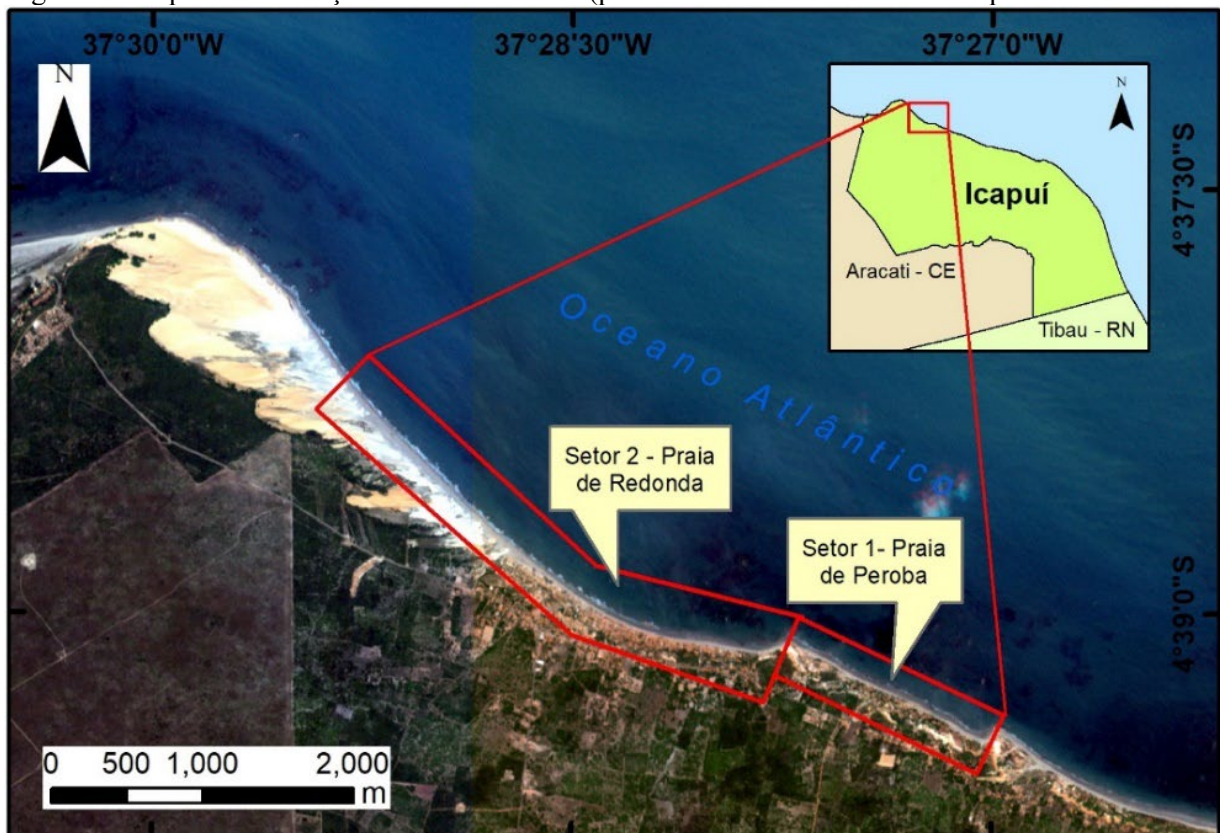 37°30'0"W
37°28'30"W
37°27'0"W
N
N
4°37'30"S
Icapuí
Aracati - CE
Tibau - RN
Oceano Atlântico
Setor 2 - Praia
de Redonda
Setor 1- Praia
de Peroba
4°39'0"S
0 500 1,000 2,000
m